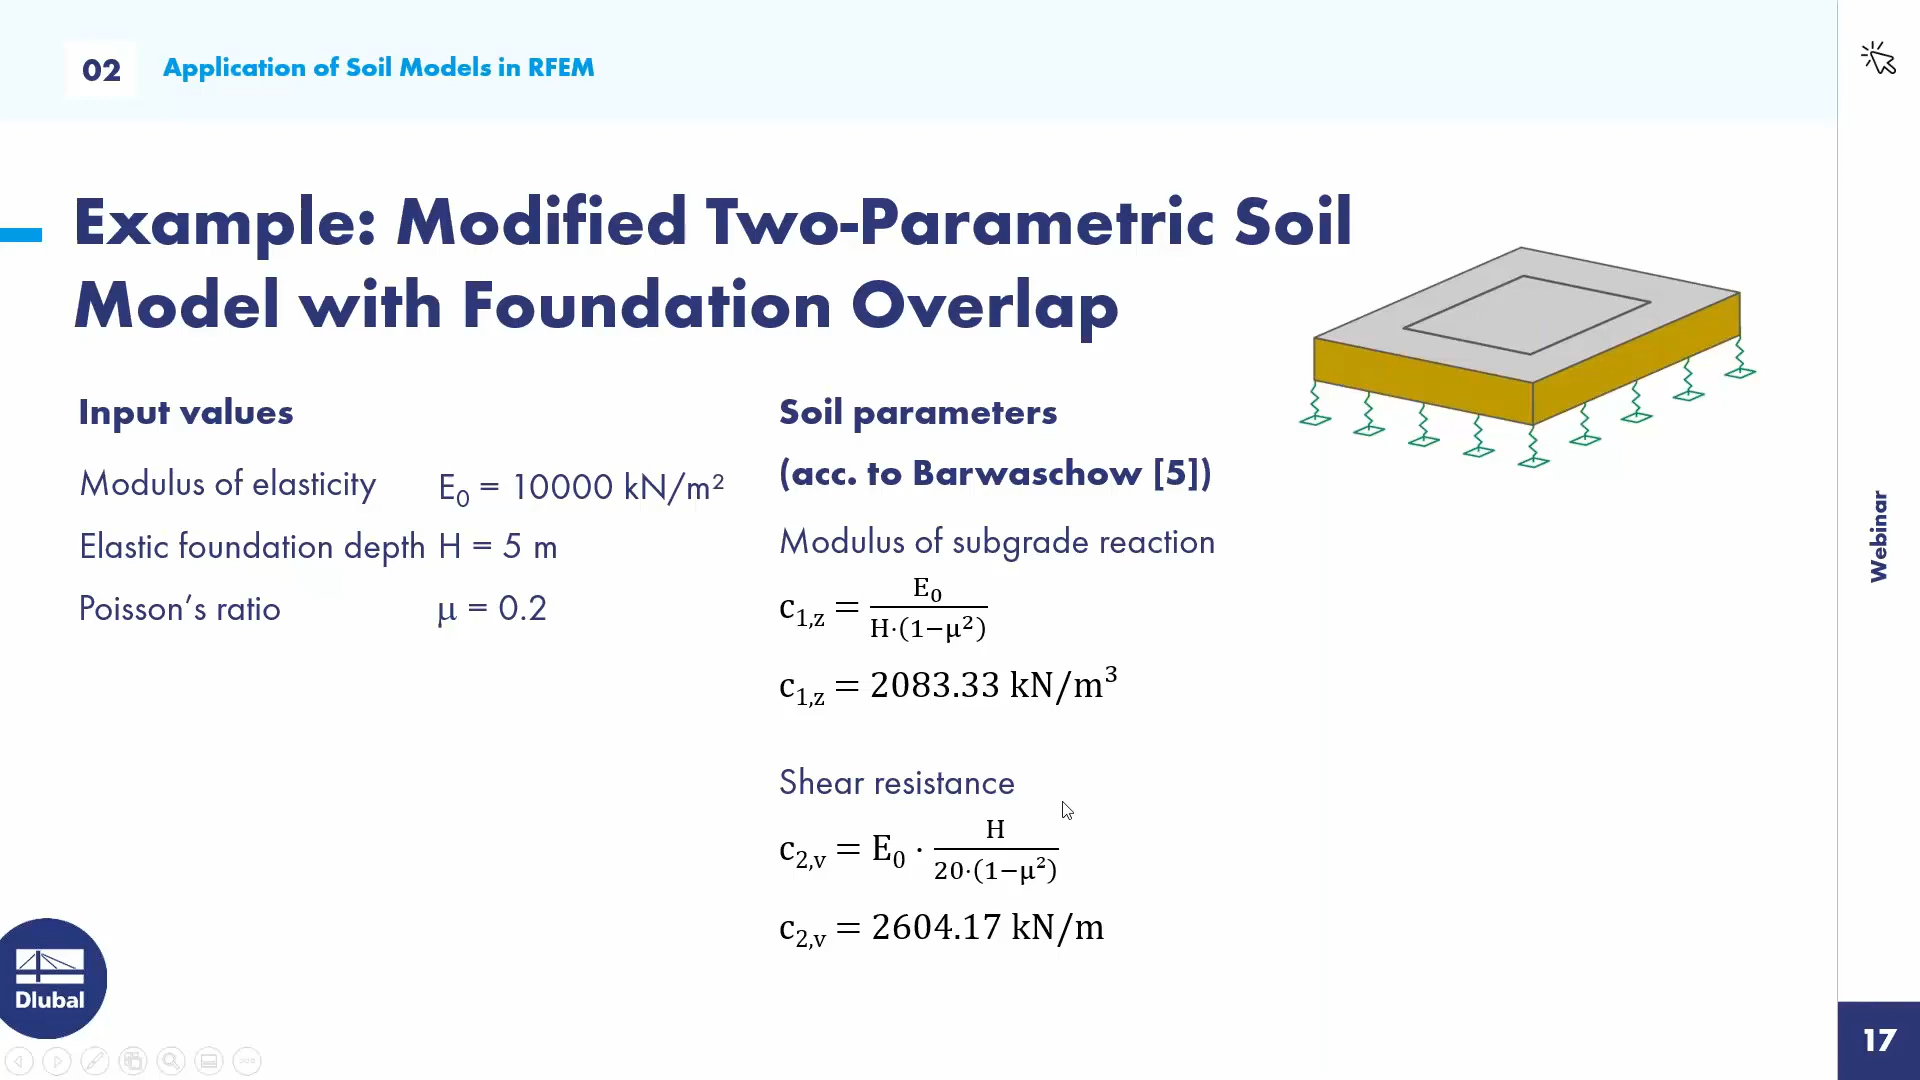 02
Application of Soil Models in RFEM
Example: Modified Two-Parametric Soil
Model with Foundation Overlap
Input values
Modulus of elasticity E₀ = 10000 kN/m²
Elastic foundation depth H = 5 m
Poisson’s ratio μ = 0.2
Soil parameters
(acc. to Barwaschow [5])
Modulus of subgrade reaction
c₁,z = E₀ / H·(1−μ²)
c₁,z = 2083.33 kN/m³
Shear resistance
c₂,v = E₀ · H / 20·(1−μ²)
c₂,v = 2604.17 kN/m
Webinar
Dlubal
17